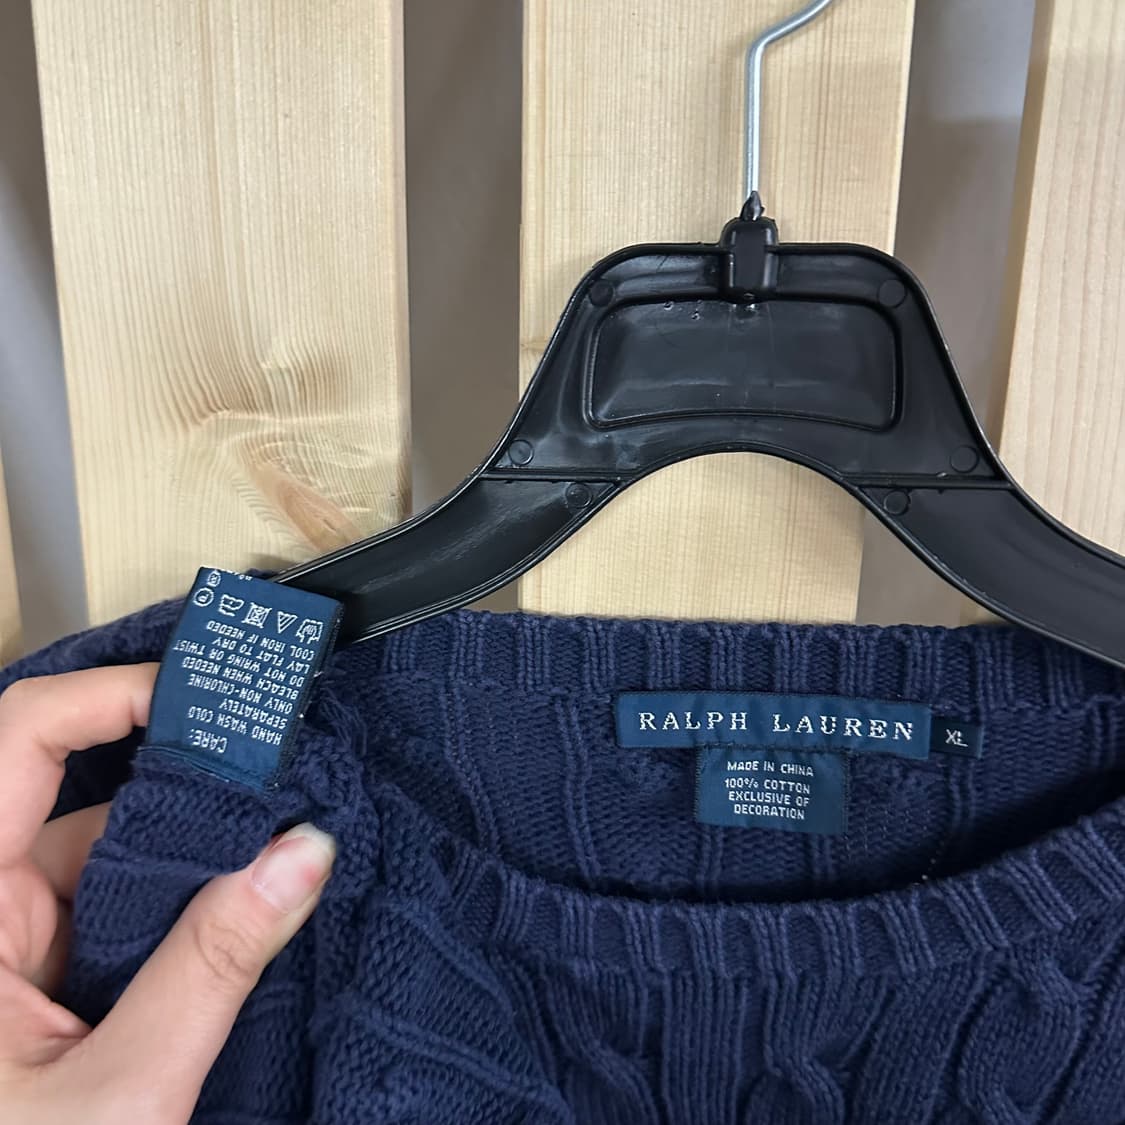 RALPH LAUREN
XL
MADE IN CHINA
100% COTTON
EXCLUSIVE OF
DECORATION
CARE:
HAND WASH COLD
SEPARATELY
ONLY NON-CHLORINE
BLEACH WHEN NEEDED
DO NOT WRING OR TWIST
LAY FLAT TO DRY
COOL IRON IF NEEDED
P